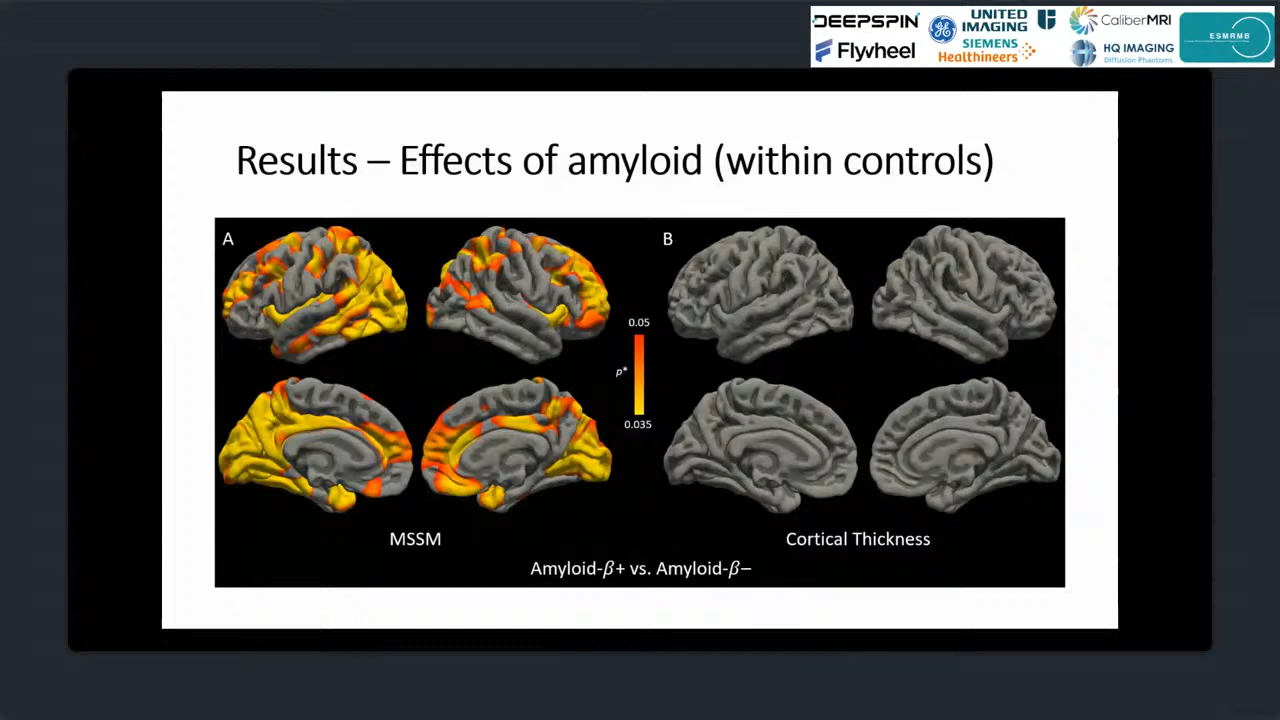 DEEPSPIN
Flywheel
UNITED
IMAGING
SIEMENS
Healthineers
CaliberMRI
HQ IMAGING
Diffusion Phantoms
ESMRMB
Results – Effects of amyloid (within controls)
A
B
0.05
p*
0.035
MSSM
Cortical Thickness
Amyloid-β+ vs. Amyloid-β−